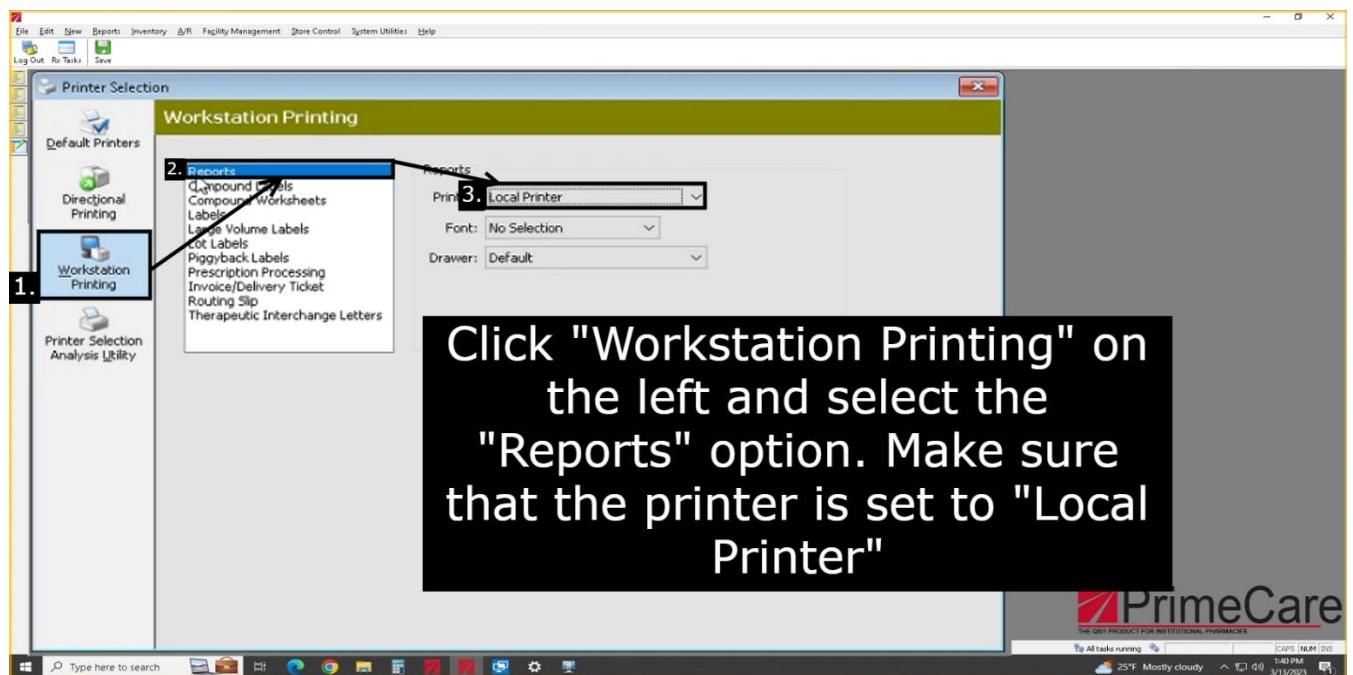 File Edit New Reports Inventory A/R Facility Management Store Control System Utilities Help
Log Out Rx Tasks Save
Printer Selection
Workstation Printing
Default Printers
Directional
Printing
1.
Workstation
Printing
Printer Selection
Analysis Utility
2. Reports
Compound Labels
Compound Worksheets
Labels
Large Volume Labels
Lot Labels
Piggyback Labels
Prescription Processing
Invoice/Delivery Ticket
Routing Slip
Therapeutic Interchange Letters
Reports
3. Local Printer
Font: No Selection
Drawer: Default
Click "Workstation Printing" on
the left and select the
"Reports" option. Make sure
that the printer is set to "Local
Printer"
PrimeCare
THE QS/1 PRODUCT FOR INSTITUTIONAL PHARMACIES
All tasks running CAPS NUM INS
Type here to search
25°F Mostly cloudy
1:40 PM
3/13/2023